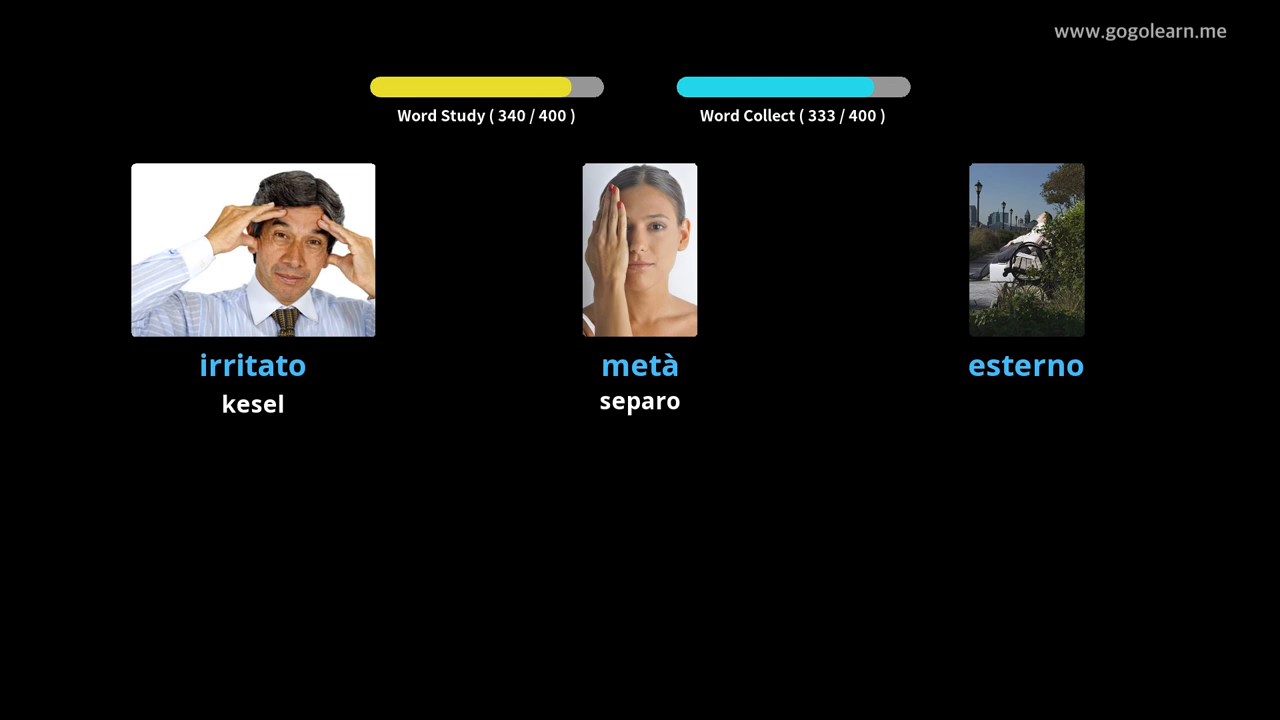 www.gogolearn.me
Word Study ( 340 / 400 )
Word Collect ( 333 / 400 )
irritato
kesel
metà
separo
esterno